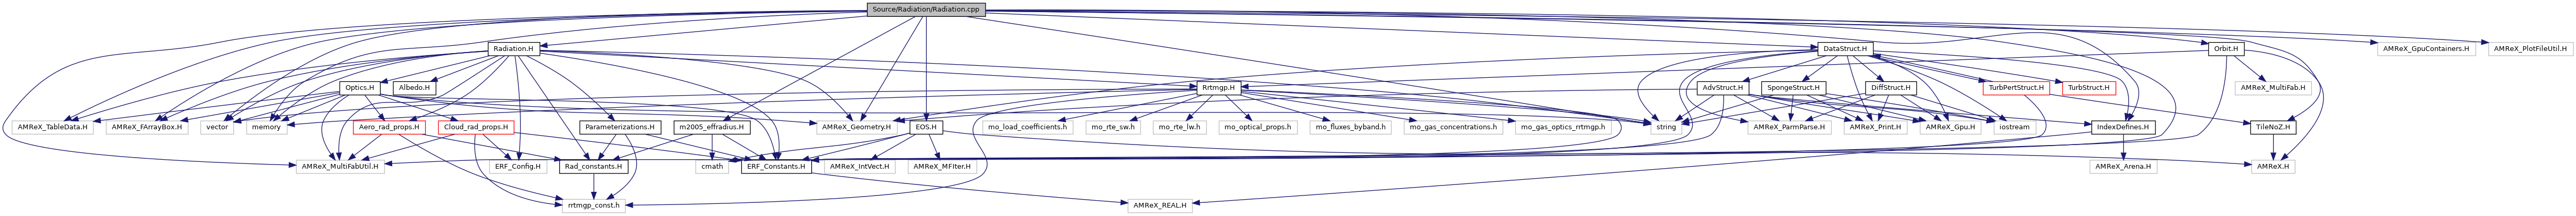 Source/Radiation/Radiation.cpp
Radiation.H
DataStruct.H
Orbit.H
AMReX_GpuContainers.H
AMReX_PlotFileUtil.H
Optics.H
Albedo.H
Rrtmgp.H
AdvStruct.H
SpongeStruct.H
DiffStruct.H
TurbPertStruct.H
TurbStruct.H
AMReX_MultiFab.H
AMReX_TableData.H
AMReX_FArrayBox.H
vector
memory
Aero_rad_props.H
Cloud_rad_props.H
Parameterizations.H
m2005_effradius.H
AMReX_Geometry.H
EOS.H
mo_load_coefficients.H
mo_rte_sw.h
mo_rte_lw.h
mo_optical_props.h
mo_fluxes_byband.h
mo_gas_concentrations.h
mo_gas_optics_rrtmgp.h
string
AMReX_ParmParse.H
AMReX_Print.H
AMReX_Gpu.H
iostream
IndexDefines.H
TileNoZ.H
AMReX_MultiFabUtil.H
ERF_Config.H
Rad_constants.H
cmath
ERF_Constants.H
AMReX_IntVect.H
AMReX_MFIter.H
AMReX_Arena.H
AMReX.H
rrtmgp_const.h
AMReX_REAL.H